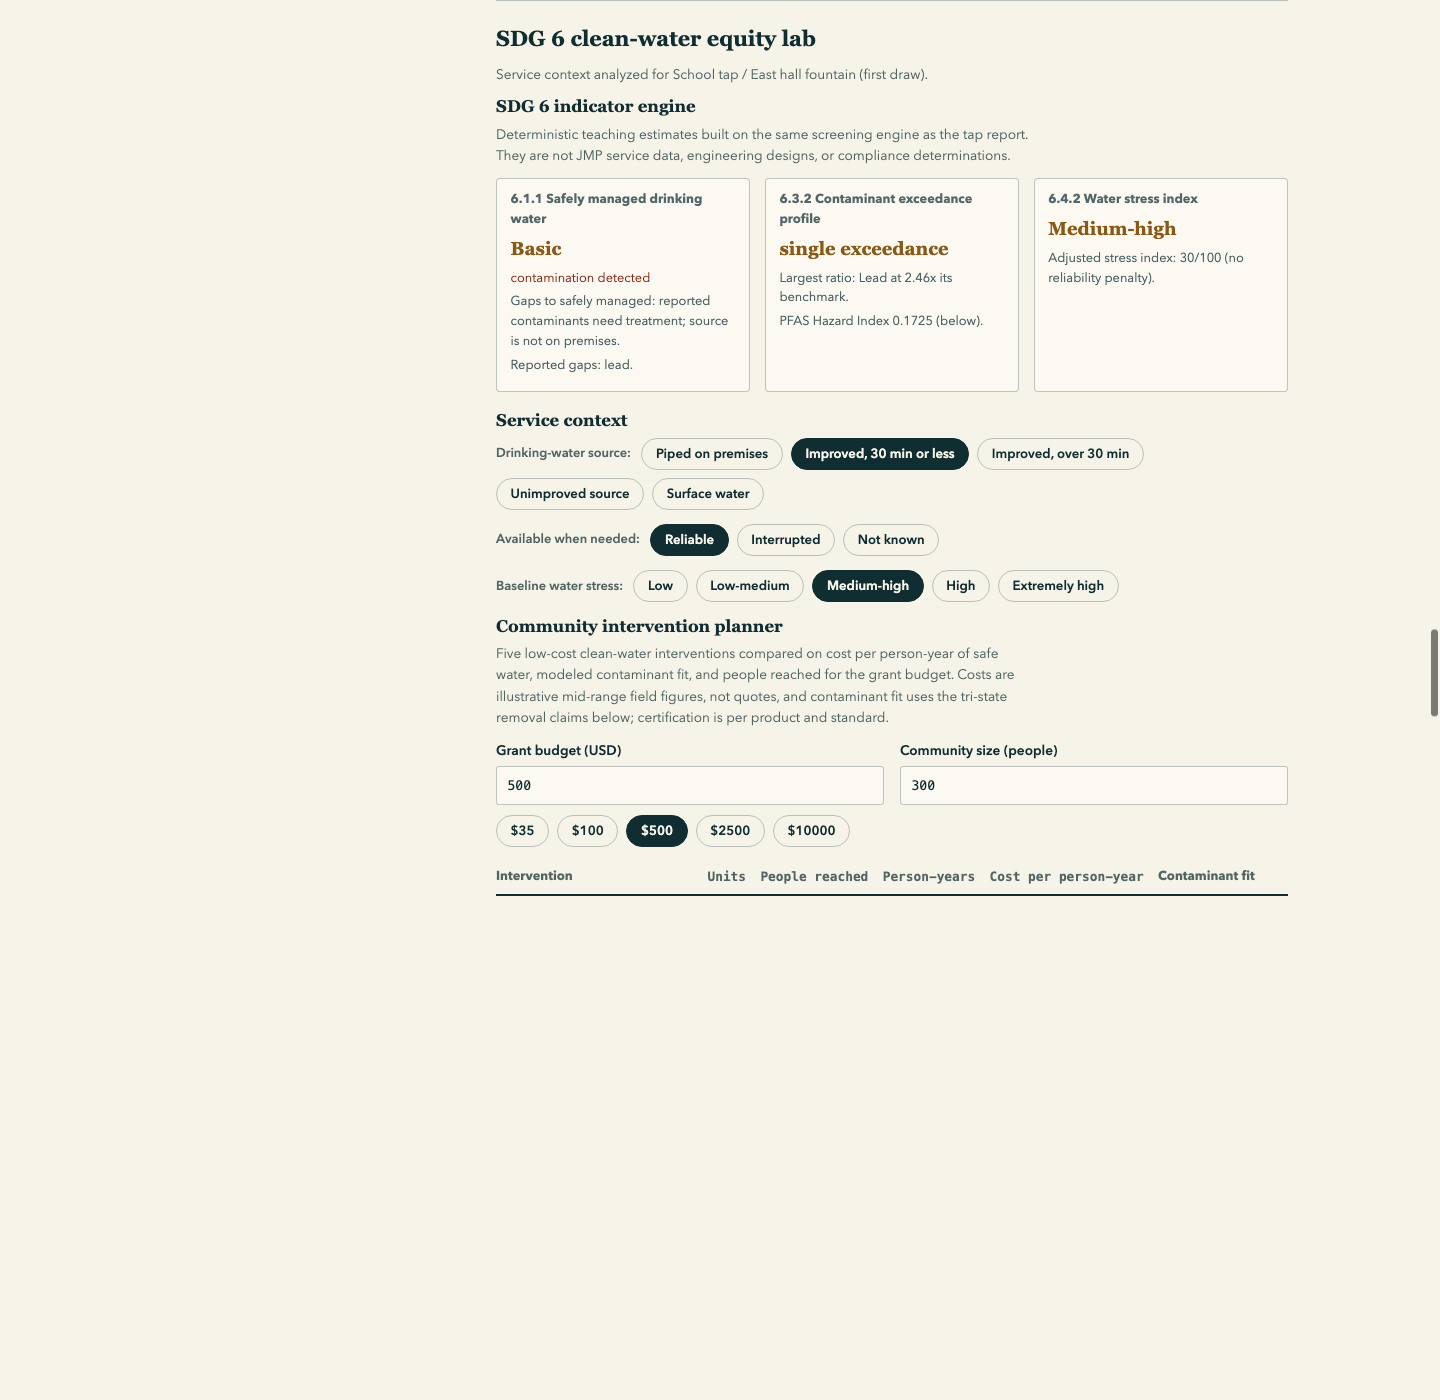 SDG 6 clean-water equity lab
Service context analyzed for School tap / East hall fountain (first draw).
SDG 6 indicator engine
Deterministic teaching estimates built on the same screening engine as the tap report.
They are not JMP service data, engineering designs, or compliance determinations.
6.1.1 Safely managed drinking
water
Basic
contamination detected
Gaps to safely managed: reported
contaminants need treatment; source
is not on premises.
Reported gaps: lead.
6.3.2 Contaminant exceedance
profile
single exceedance
Largest ratio: Lead at 2.46x its
benchmark.
PFAS Hazard Index 0.1725 (below).
6.4.2 Water stress index
Medium-high
Adjusted stress index: 30/100 (no
reliability penalty).
Service context
Drinking-water source: Piped on premises Improved, 30 min or less Improved, over 30 min
Unimproved source Surface water
Available when needed: Reliable Interrupted Not known
Baseline water stress: Low Low-medium Medium-high High Extremely high
Community intervention planner
Five low-cost clean-water interventions compared on cost per person-year of safe
water, modeled contaminant fit, and people reached for the grant budget. Costs are
illustrative mid-range field figures, not quotes, and contaminant fit uses the tri-state
removal claims below; certification is per product and standard.
Grant budget (USD) Community size (people)
500 300
$35 $100 $500 $2500 $10000
Intervention Units People reached Person-years Cost per person-year Contaminant fit